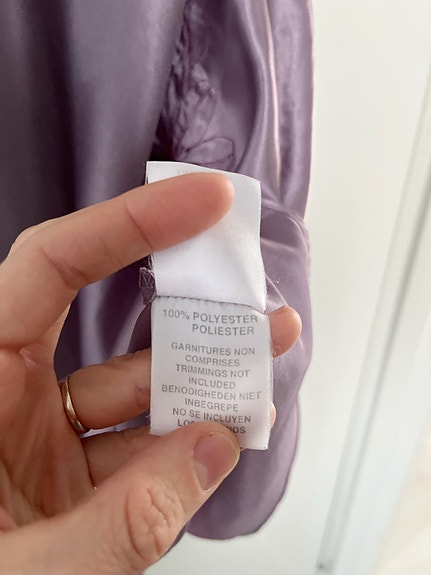 100% POLYESTER
POLIESTER
GARNITURES NON
COMPRISES
TRIMMINGS NOT
INCLUDED
BENODIGHEDEN NIET
INBEGREPE
NO SE INCLUYEN